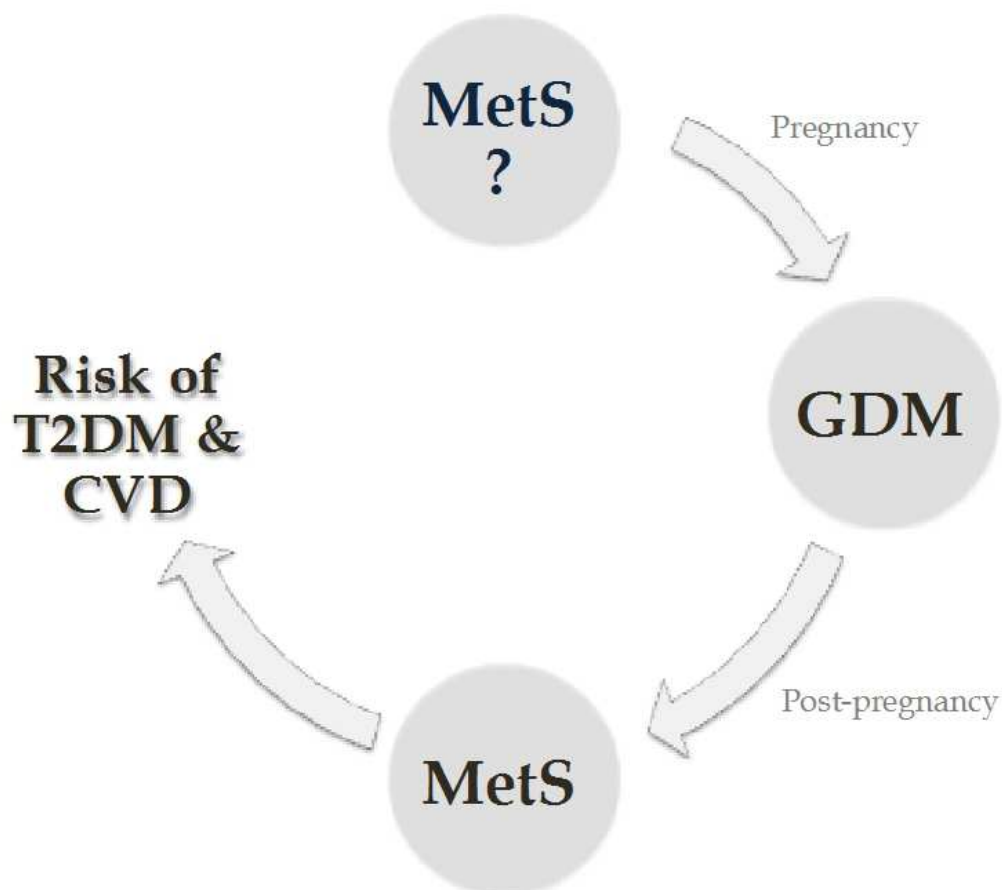 MetS
?
Pregnancy
GDM
Post-pregnancy
MetS
Risk of
T2DM &
CVD